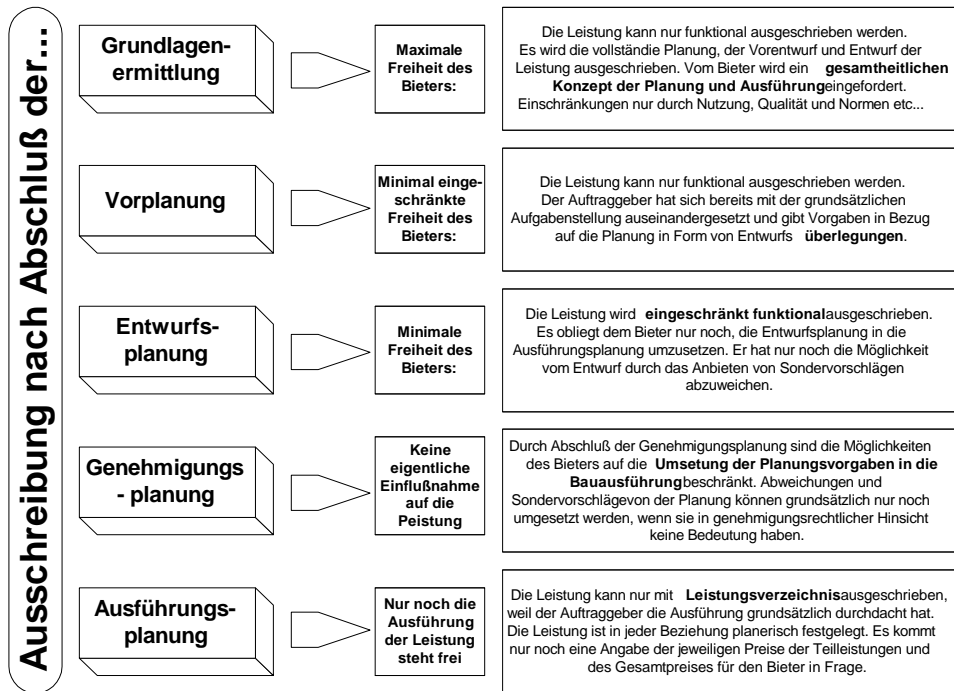 Ausschreibung nach Abschluß der...
Grundlagen-
ermittlung
Maximale
Freiheit des
Bieters:
Die Leistung kann nur funktional ausgeschrieben werden.
Es wird die vollständie Planung, der Vorentwurf und Entwurf der
Leistung ausgeschrieben. Vom Bieter wird ein gesamtheitlichen
Konzept der Planung und Ausführungeingefordert.
Einschränkungen nur durch Nutzung, Qualität und Normen etc...
Vorplanung
Minimal einge-
schränkte
Freiheit des
Bieters:
Die Leistung kann nur funktional ausgeschrieben werden.
Der Auftraggeber hat sich bereits mit der grundsätzlichen
Aufgabenstellung auseinandergesetzt und gibt Vorgaben in Bezug
auf die Planung in Form von Entwurfs überlegungen.
Entwurfs-
planung
Minimale
Freiheit des
Bieters:
Die Leistung wird eingeschränkt funktionalausgeschrieben.
Es obliegt dem Bieter nur noch, die Entwurfsplanung in die
Ausführungsplanung umzusetzen. Er hat nur noch die Möglichkeit
vom Entwurf durch das Anbieten von Sondervorschlägen
abzuweichen.
Genehmigungs
- planung
Keine
eigentliche
Einflußnahme
auf die
Peistung
Durch Abschluß der Genehmigungsplanung sind die Möglichkeiten
des Bieters auf die Umsetung der Planungsvorgaben in die
Bauausführungbeschränkt. Abweichungen und
Sondervorschlägevon der Planung können grundsätzlich nur noch
umgesetzt werden, wenn sie in genehmigungsrechtlicher Hinsicht
keine Bedeutung haben.
Ausführungs-
planung
Nur noch die
Ausführung
der Leistung
steht frei
Die Leistung kann nur mit Leistungsverzeichnisausgeschrieben,
weil der Auftraggeber die Ausführung grundsätzlich durchdacht hat.
Die Leistung ist in jeder Beziehung planerisch festgelegt. Es kommt
nur noch eine Angabe der jeweiligen Preise der Teilleistungen und
des Gesamtpreises für den Bieter in Frage.